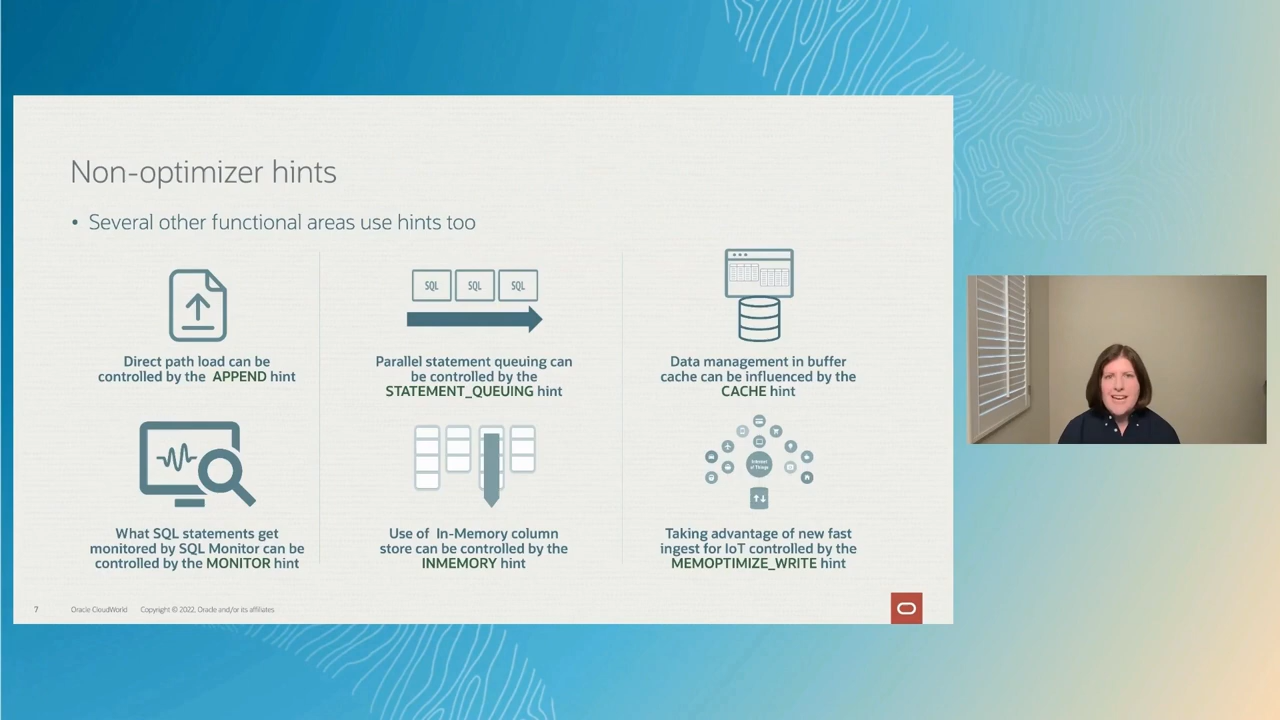 Non-optimizer hints
• Several other functional areas use hints too
Direct path load can be
controlled by the APPEND hint
SQL SQL SQL
Parallel statement queuing can
be controlled by the
STATEMENT_QUEUING hint
Data management in buffer
cache can be influenced by the
CACHE hint
What SQL statements get
monitored by SQL Monitor can be
controlled by the MONITOR hint
Use of In-Memory column
store can be controlled by the
INMEMORY hint
Internet
of Things
Taking advantage of new fast
ingest for IoT controlled by the
MEMOPTIMIZE_WRITE hint
7 Oracle CloudWorld Copyright © 2022, Oracle and/or its affiliates